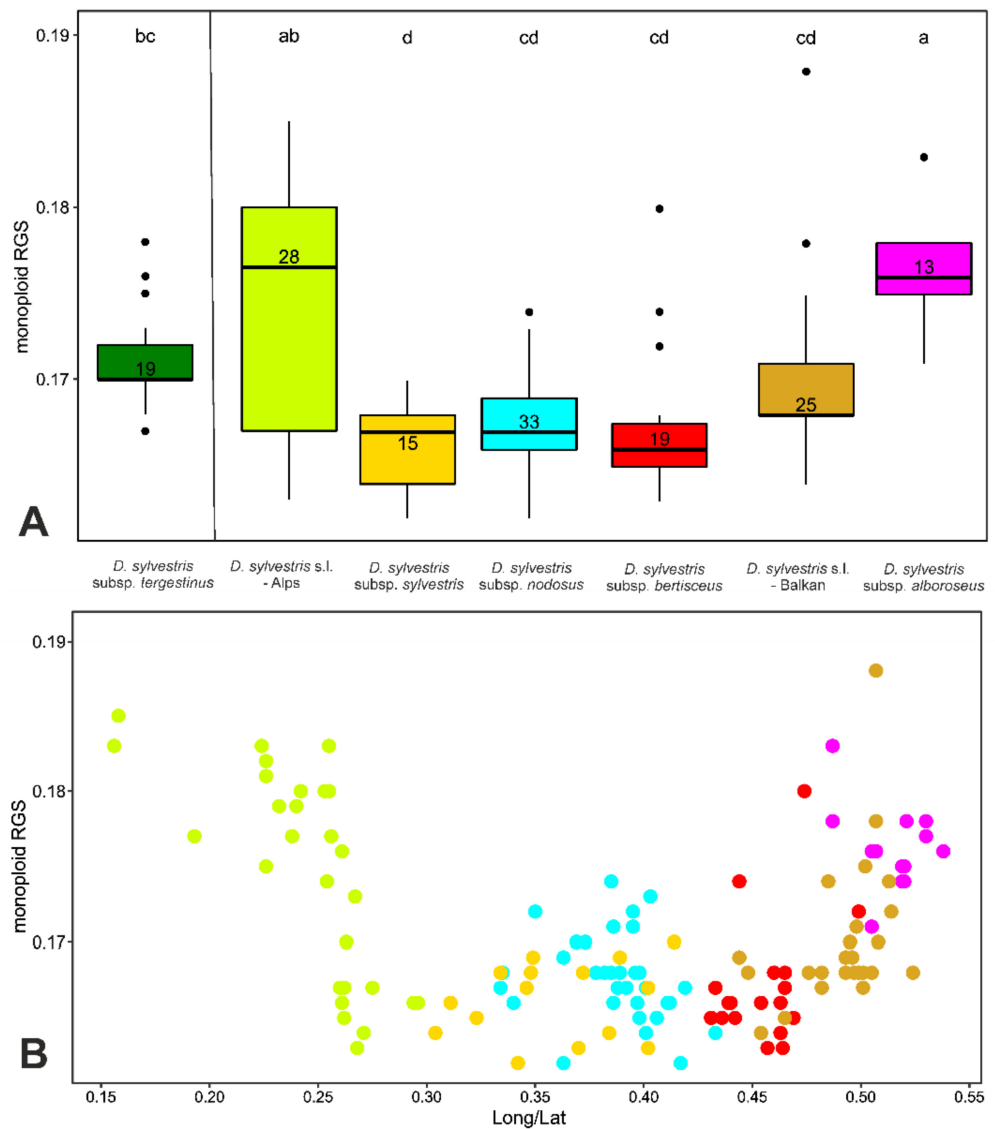 0.19
bc ab d cd cd cd a
0.18
0.17
monoploid RGS
19 28 15 33 19 25 13
A
D. sylvestris
subsp. tergestinus
D. sylvestris s.l.
- Alps
D. sylvestris
subsp. sylvestris
D. sylvestris
subsp. nodosus
D. sylvestris
subsp. bertisceus
D. sylvestris s.l.
- Balkan
D. sylvestris
subsp. alboroseus
0.19
0.18
0.17
monoploid RGS
B
0.15 0.20 0.25 0.30 0.35 0.40 0.45 0.50 0.55
Long/Lat